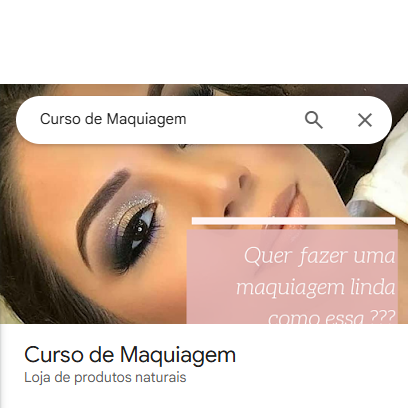 Curso de Maquiagem
Quer fazer uma
maquiagem linda
como essa ???
Curso de Maquiagem
Loja de produtos naturais